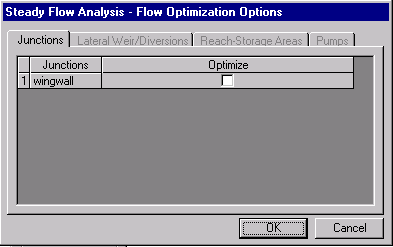 Steady Flow Analysis - Flow Optimization Options
Junctions Lateral Weir/Diversions Reach-Storage Areas Pumps
Junctions Optimize
1 wingwall
OK Cancel